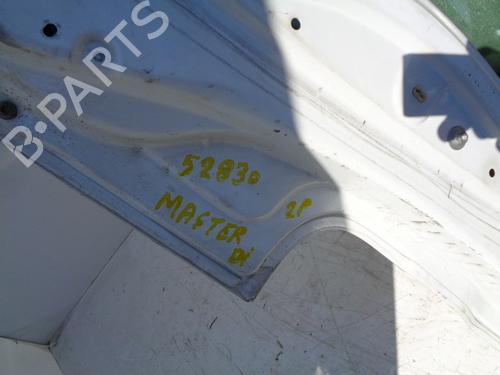 B-PARTS
52830
2P
MASTER
Di